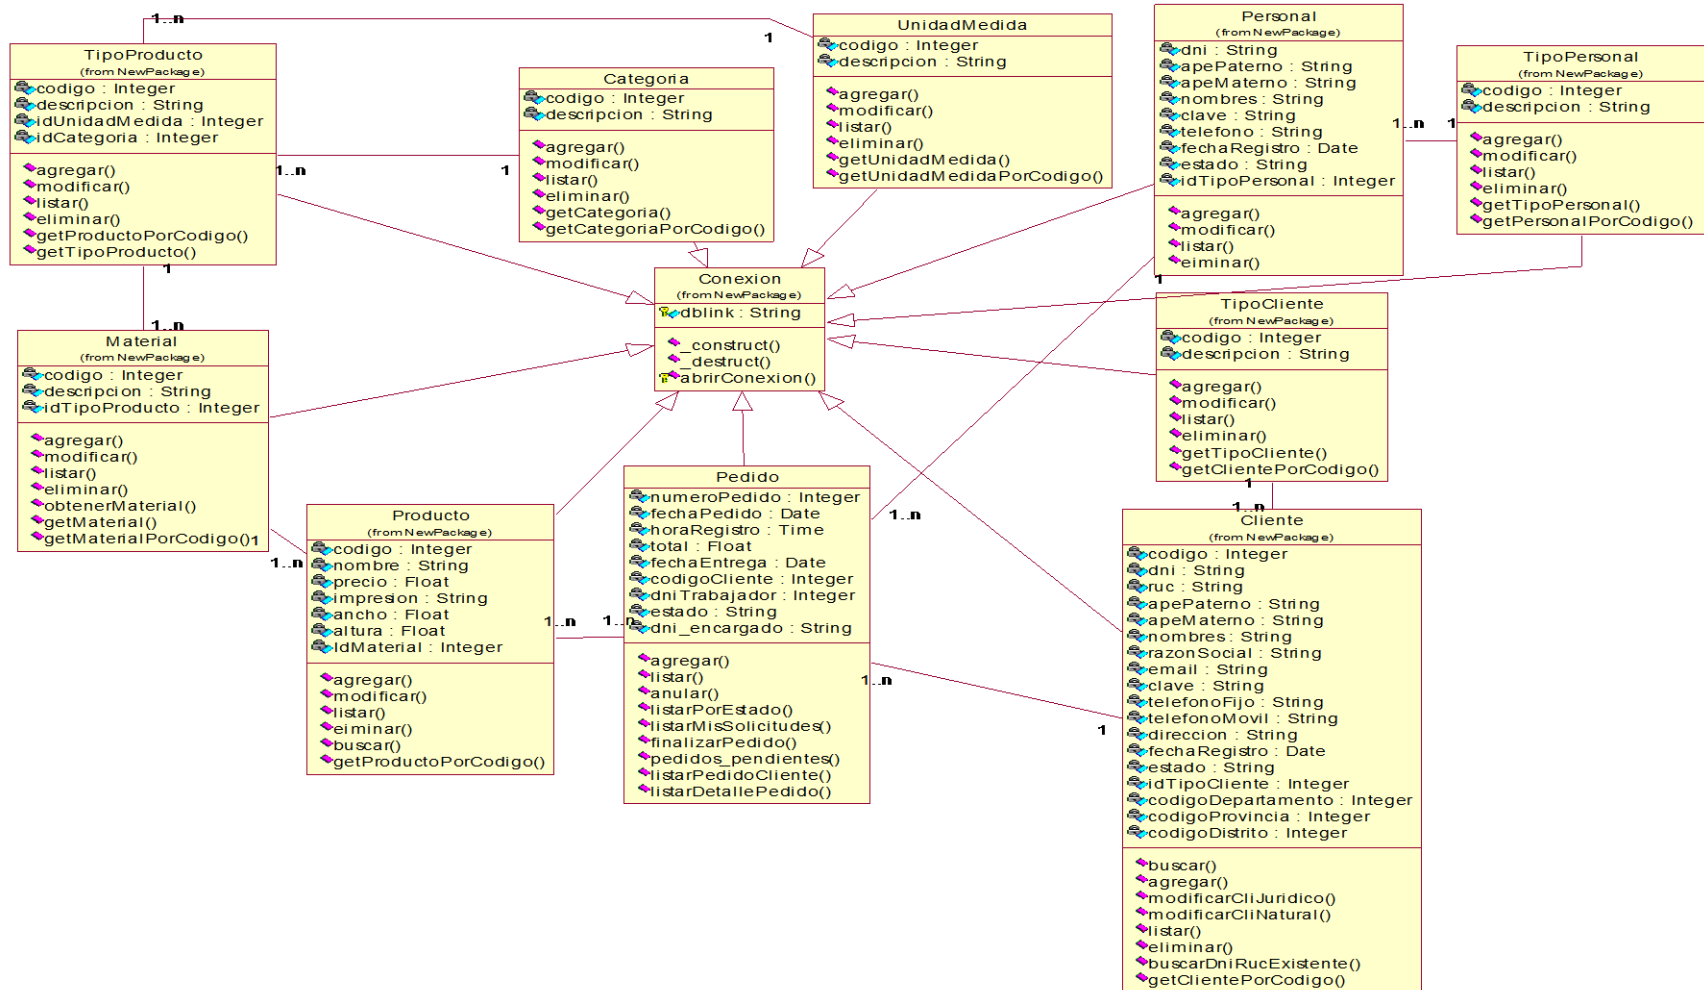 TipoProducto
(from NewPackage)
codigo : Integer
descripcion : String
idUnidadMedida : Integer
idCategoria : Integer
agregar()
modificar()
listar()
eliminar()
getProductoPorCodigo()
getTipoProducto()
1..n
1
1..n
1
1
1..n
Categoria
codigo : Integer
descripcion : String
agregar()
modificar()
listar()
eliminar()
getCategoria()
getCategoriaPorCodigo()
UnidadMedida
codigo : Integer
descripcion : String
agregar()
modificar()
listar()
eliminar()
getUnidadMedida()
getUnidadMedidaPorCodigo()
Personal
(from NewPackage)
dni : String
apePaterno : String
apeMaterno : String
nombres : String
clave : String
telefono : String
fechaRegistro : Date
estado : String
idTipoPersonal : Integer
agregar()
modificar()
listar()
eiminar()
1..n
1
1
TipoPersonal
(from NewPackage)
codigo : Integer
descripcion : String
agregar()
modificar()
listar()
eliminar()
getTipoPersonal()
getPersonalPorCodigo()
Conexion
(from NewPackage)
dblink : String
_construct()
_destruct()
abrirConexion()
TipoCliente
(from NewPackage)
codigo : Integer
descripcion : String
agregar()
modificar()
listar()
eliminar()
getTipoCliente()
getClientePorCodigo()
1
1..n
Material
(from NewPackage)
codigo : Integer
descripcion : String
idTipoProducto : Integer
agregar()
modificar()
listar()
eliminar()
obtenerMaterial()
getMaterial()
getMaterialPorCodigo()
1
1..n
Producto
(from NewPackage)
codigo : Integer
nombre : String
precio : Float
impresion : String
ancho : Float
altura : Float
idMaterial : Integer
agregar()
modificar()
listar()
eiminar()
buscar()
getProductoPorCodigo()
1..n
1..n
Pedido
numeroPedido : Integer
fechaPedido : Date
horaRegistro : Time
total : Float
fechaEntrega : Date
codigoCliente : Integer
dniTrabajador : Integer
estado : String
dni_encargado : String
agregar()
listar()
anular()
listarPorEstado()
listarMisSolicitudes()
finalizarPedido()
pedidos_pendientes()
listarPedidoCliente()
listarDetallePedido()
1..n
1..n
1
Cliente
(from NewPackage)
codigo : Integer
dni : String
ruc : String
apePaterno : String
apeMaterno : String
nombres : String
razonSocial : String
email : String
clave : String
telefonoFijo : String
telefonoMovil : String
direccion : String
fechaRegistro : Date
estado : String
idTipoCliente : Integer
codigoDepartamento : Integer
codigoProvincia : Integer
codigoDistrito : Integer
buscar()
agregar()
modificarCliJuridico()
modificarCliNatural()
listar()
eliminar()
buscarDniRucExistente()
getClientePorCodigo()